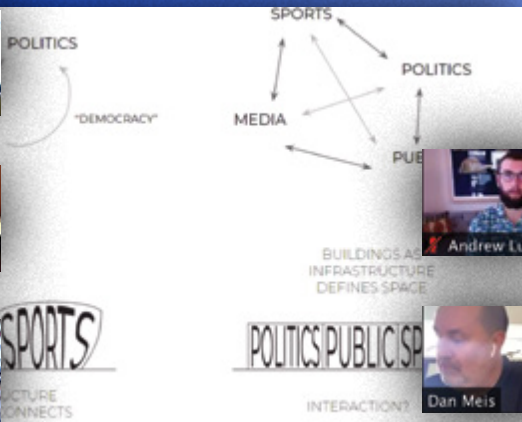 SPORTS
POLITICS
POLITICS
"DEMOCRACY"
MEDIA
PUB
BUILDINGS AS
INFRASTRUCTURE
DEFINES SPACE
Andrew Lu
SPORTS
POLITICS PUBLIC SP
UCTURE
CONNECTS
INTERACTION?
Dan Meis